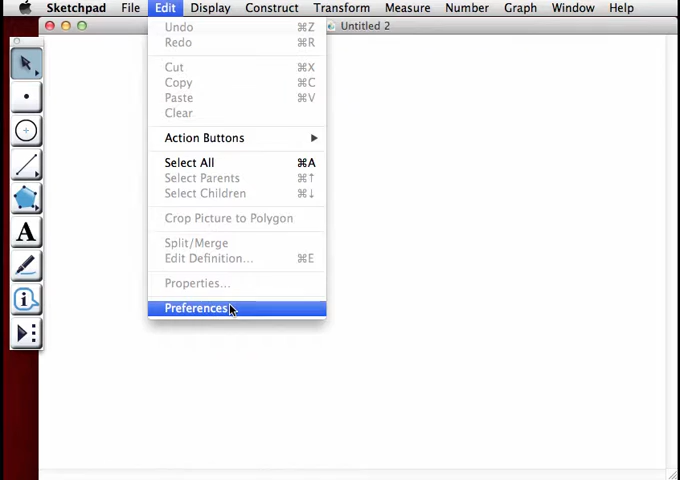 Sketchpad File Edit Display Construct Transform Measure Number Graph Window Help
Untitled 2
Undo ⌘Z
Redo ⌘R
Cut ⌘X
Copy ⌘C
Paste ⌘V
Clear
Action Buttons ▶
Select All ⌘A
Select Parents ⌘↑
Select Children ⌘↓
Crop Picture to Polygon
Split/Merge
Edit Definition... ⌘E
Properties...
Preferences...
A
i